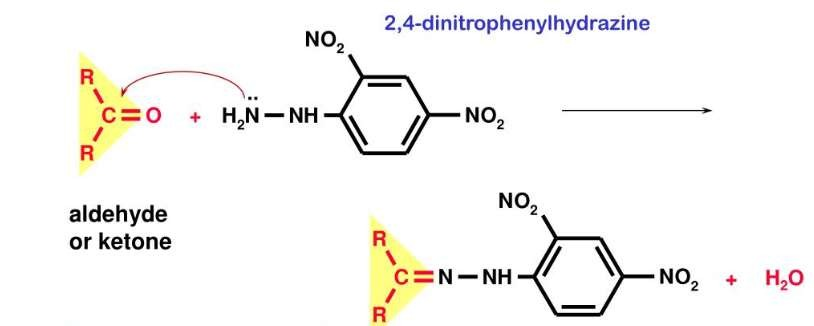 2,4-dinitrophenylhydrazine
NO2
R
C=O + H2N̈—NH NO2
R
aldehyde
or ketone
NO2
R
C=N—NH NO2 + H2O
R